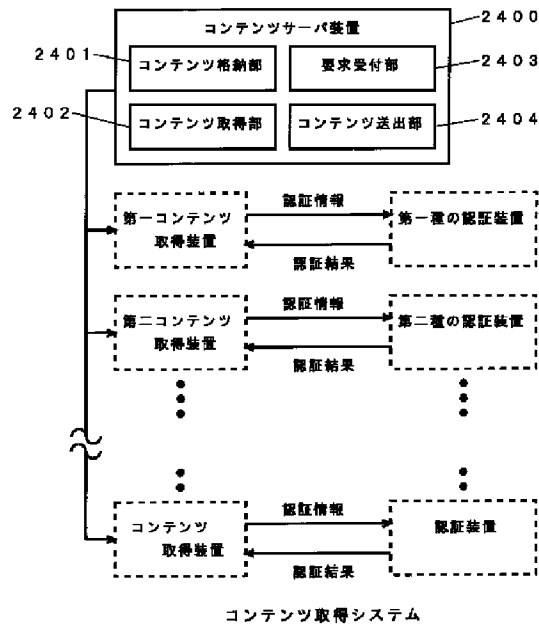 コンテンツサーバ装置
2400
2401
コンテンツ格納部
要求受付部
2403
2402
コンテンツ取得部
コンテンツ送出部
2404
第一コンテンツ
取得装置
認証情報
認証結果
第一種の認証装置
第二コンテンツ
取得装置
認証情報
認証結果
第二種の認証装置
コンテンツ
取得装置
認証情報
認証結果
認証装置
コンテンツ取得システム